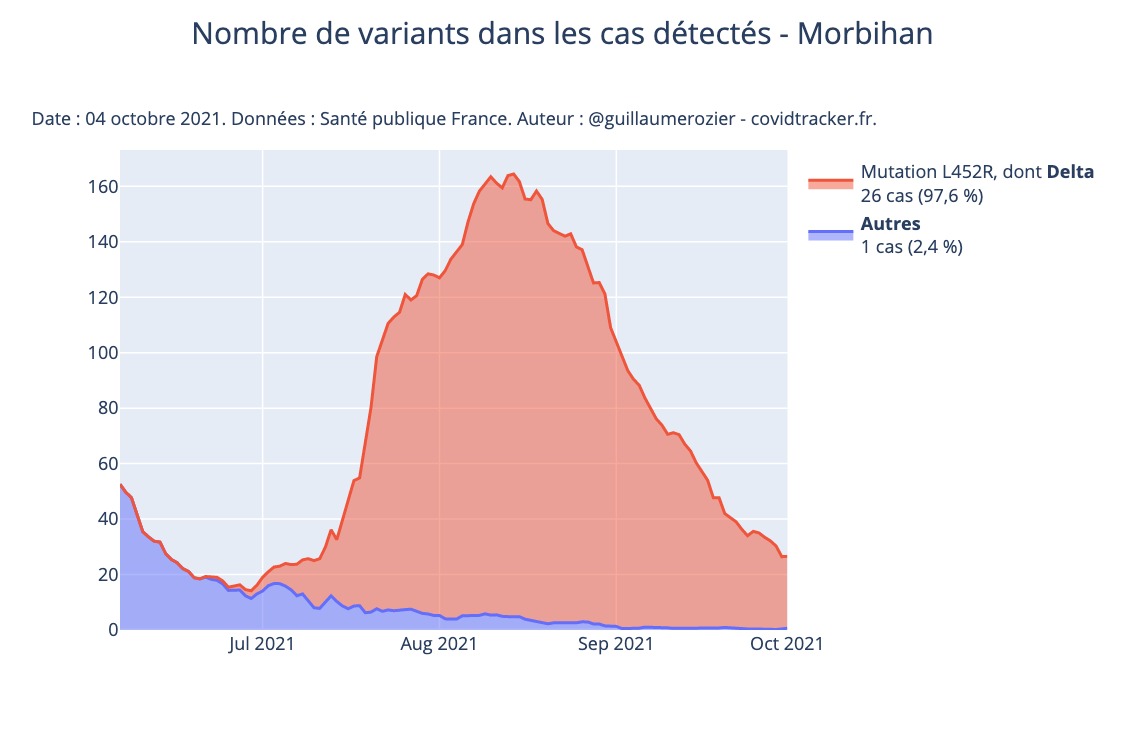 Nombre de variants dans les cas détectés - Morbihan
Date : 04 octobre 2021. Données : Santé publique France. Auteur : @guillaumerozier - covidtracker.fr.
Mutation L452R, dont Delta
26 cas (97,6 %)
Autres
1 cas (2,4 %)
160
140
120
100
80
60
40
20
0
Jul 2021
Aug 2021
Sep 2021
Oct 2021